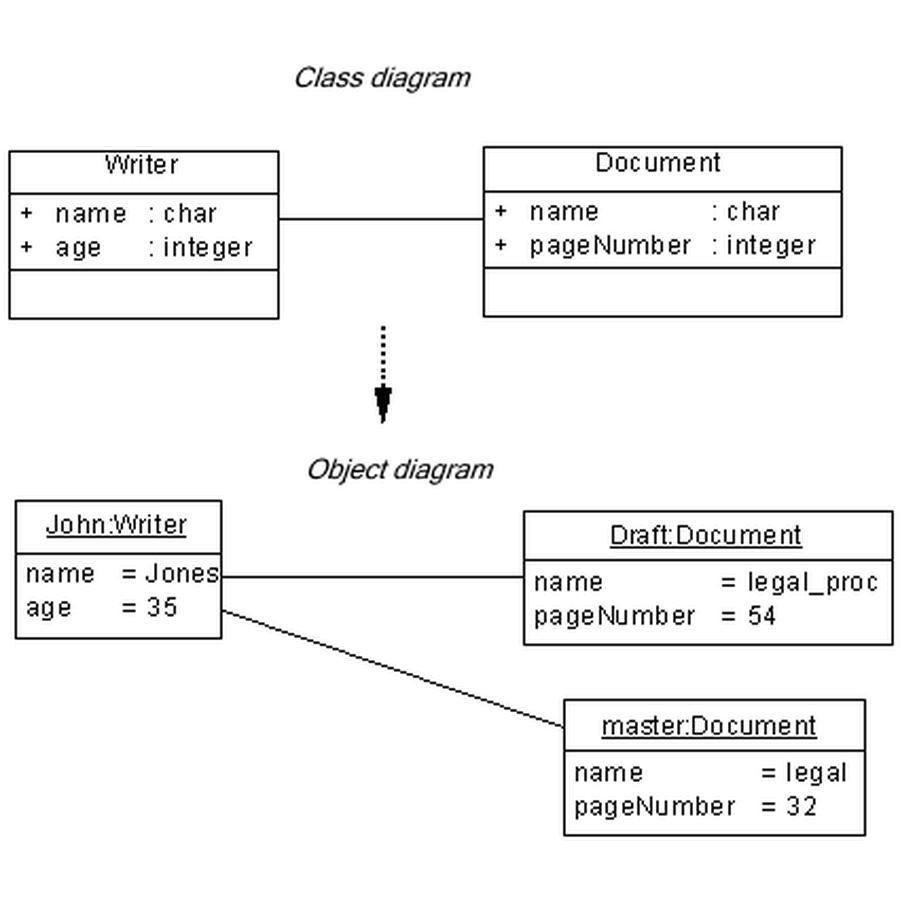 Class diagram
Writer
+ name : char
+ age : integer
Document
+ name : char
+ pageNumber : integer
Object diagram
John:Writer
name = Jones
age = 35
Draft:Document
name = legal_proc
pageNumber = 54
master:Document
name = legal
pageNumber = 32